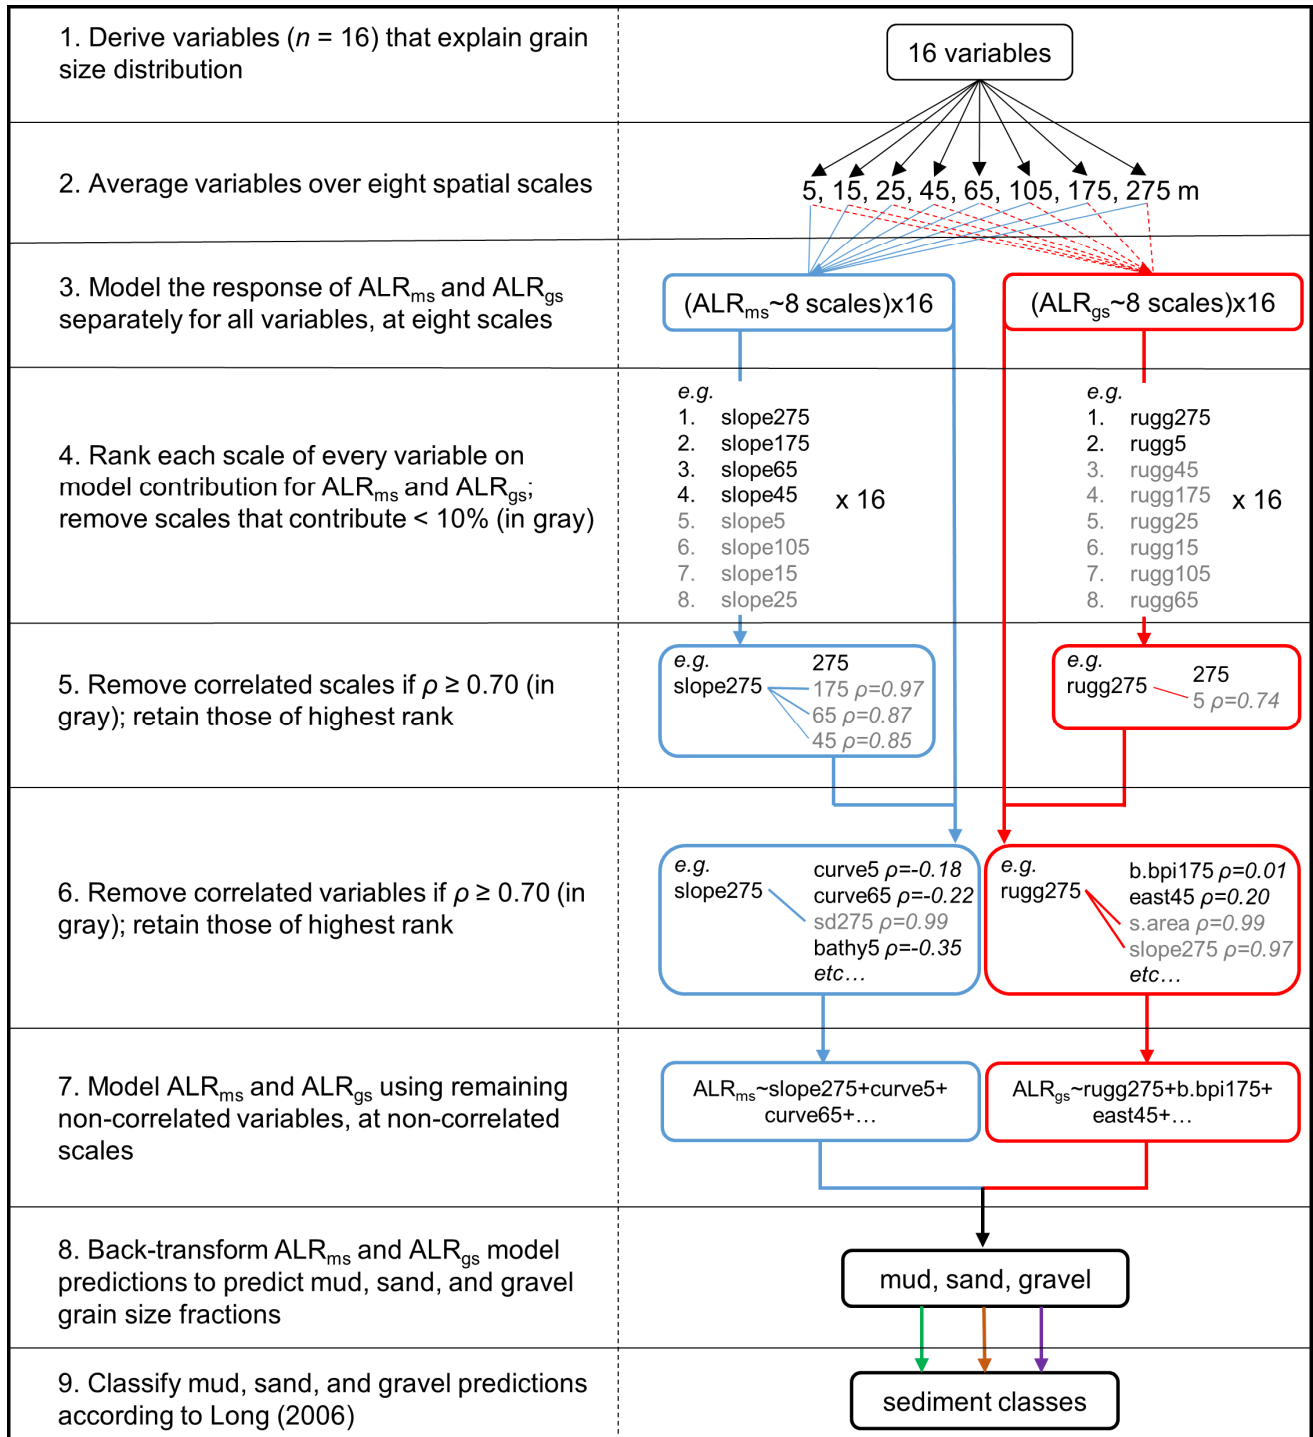 1. Derive variables (n = 16) that explain grain
size distribution
16 variables
2. Average variables over eight spatial scales
5, 15, 25, 45, 65, 105, 175, 275 m
3. Model the response of ALRms and ALRgs
separately for all variables, at eight scales
(ALRms~8 scales)x16
(ALRgs~8 scales)x16
4. Rank each scale of every variable on
model contribution for ALRms and ALRgs;
remove scales that contribute < 10% (in gray)
e.g.
1. slope275
2. slope175
3. slope65
4. slope45
5. slope5
6. slope105
7. slope15
8. slope25
x 16
e.g.
1. rugg275
2. rugg5
3. rugg45
4. rugg175
5. rugg25
6. rugg15
7. rugg105
8. rugg65
x 16
5. Remove correlated scales if ρ ≥ 0.70 (in
gray); retain those of highest rank
e.g.
slope275
275
175 ρ=0.97
65 ρ=0.87
45 ρ=0.85
e.g.
rugg275
275
5 ρ=0.74
6. Remove correlated variables if ρ ≥ 0.70 (in
gray); retain those of highest rank
e.g.
slope275
curve5 ρ=-0.18
curve65 ρ=-0.22
sd275 ρ=0.99
bathy5 ρ=-0.35
etc…
e.g.
rugg275
b.bpi175 ρ=0.01
east45 ρ=0.20
s.area ρ=0.99
slope275 ρ=0.97
etc…
7. Model ALRms and ALRgs using remaining
non-correlated variables, at non-correlated
scales
ALRms~slope275+curve5+
curve65+…
ALRgs~rugg275+b.bpi175+
east45+…
8. Back-transform ALRms and ALRgs model
predictions to predict mud, sand, and gravel
grain size fractions
mud, sand, gravel
9. Classify mud, sand, and gravel predictions
according to Long (2006)
sediment classes